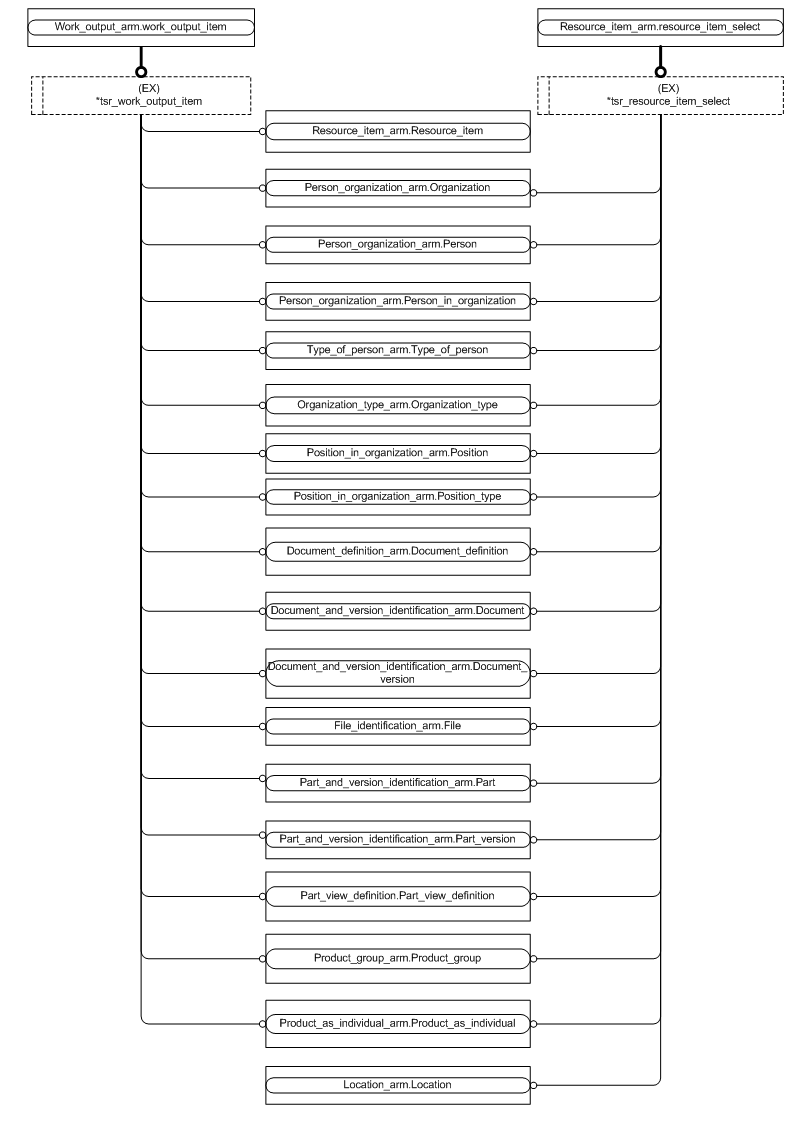 Work_output_arm.work_output_item
Resource_item_arm.resource_item_select
(EX)
*tsr_work_output_item
(EX)
*tsr_resource_item_select
Resource_item_arm.Resource_item
Person_organization_arm.Organization
Person_organization_arm.Person
Person_organization_arm.Person_in_organization
Type_of_person_arm.Type_of_person
Organization_type_arm.Organization_type
Position_in_organization_arm.Position
Position_in_organization_arm.Position_type
Document_definition_arm.Document_definition
Document_and_version_identification_arm.Document
Document_and_version_identification_arm.Document_
version
File_identification_arm.File
Part_and_version_identification_arm.Part
Part_and_version_identification_arm.Part_version
Part_view_definition.Part_view_definition
Product_group_arm.Product_group
Product_as_individual_arm.Product_as_individual
Location_arm.Location